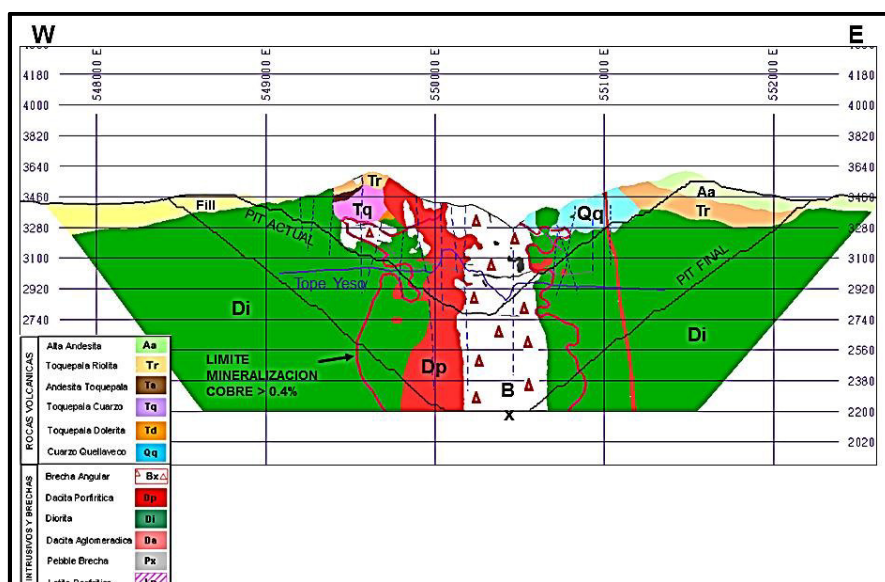 W E
548000 E 549000 E 550000 E 551000 E 552000 E
4180 4180
4000 4000
3820 3820
3640 3640
3460 3460
3280 3280
3100 3100
2920 2920
2740 2740
2560 2560
2380 2380
2200 2200
2020 2020
Tr
Aa
Fill
Tq
Qq
Tr
PIT ACTUAL
PIT FINAL
Tope Yeso
Di
Di
LIMITE
MINERALIZACION
COBRE > 0.4%
Dp
B
x
ROCAS VOLCANICAS
Alta Andesita Aa
Toquepala Riolita Tr
Andesita Toquepala Ta
Toquepala Cuarzo Tq
Toquepala Dolerita Td
Cuarzo Quellaveco Qq
INTRUSIVOS Y BRECHAS
Brecha Angular Bx
Dacita Porfiritica Dp
Diorita Di
Dacita Aglomeradica Da
Pebble Brecha Px